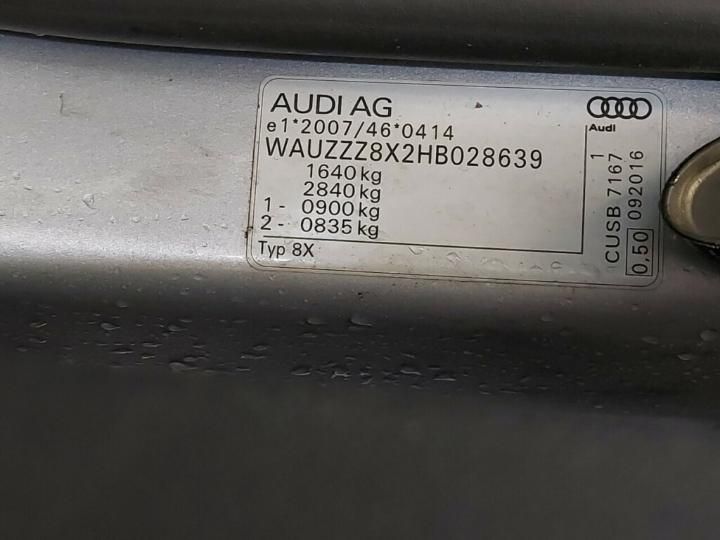 AUDI AG
e1*2007/46*0414
WAUZZZ8X2HB028639
1640 kg
2840 kg
1 - 0900 kg
2 - 0835 kg
Typ 8X
Audi
CUSB 7167 1
0,50 092016